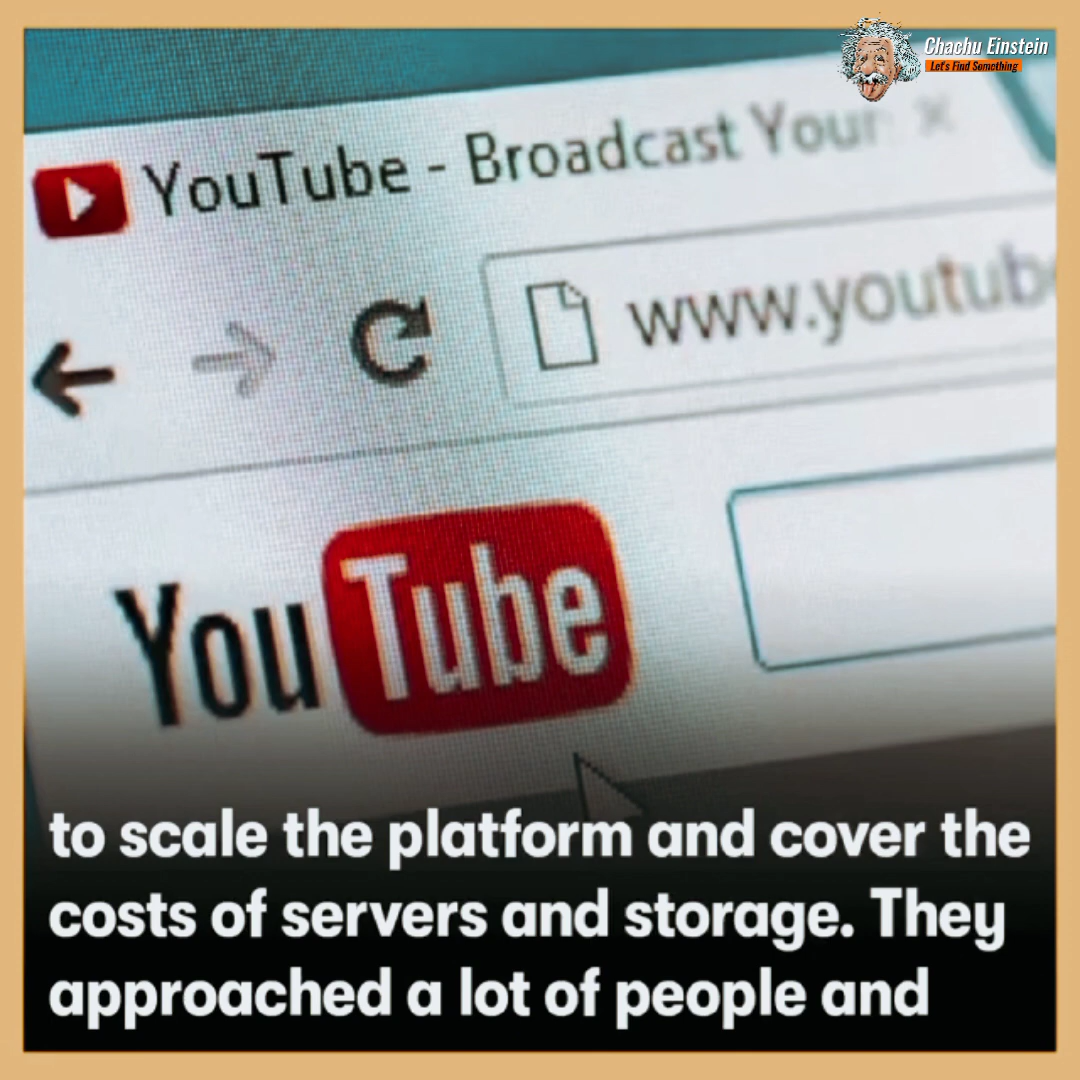 Chachu Einstein
Let's Find Something
YouTube - Broadcast Your
www.youtub
YouTube
to scale the platform and cover the
costs of servers and storage. They
approached a lot of people and